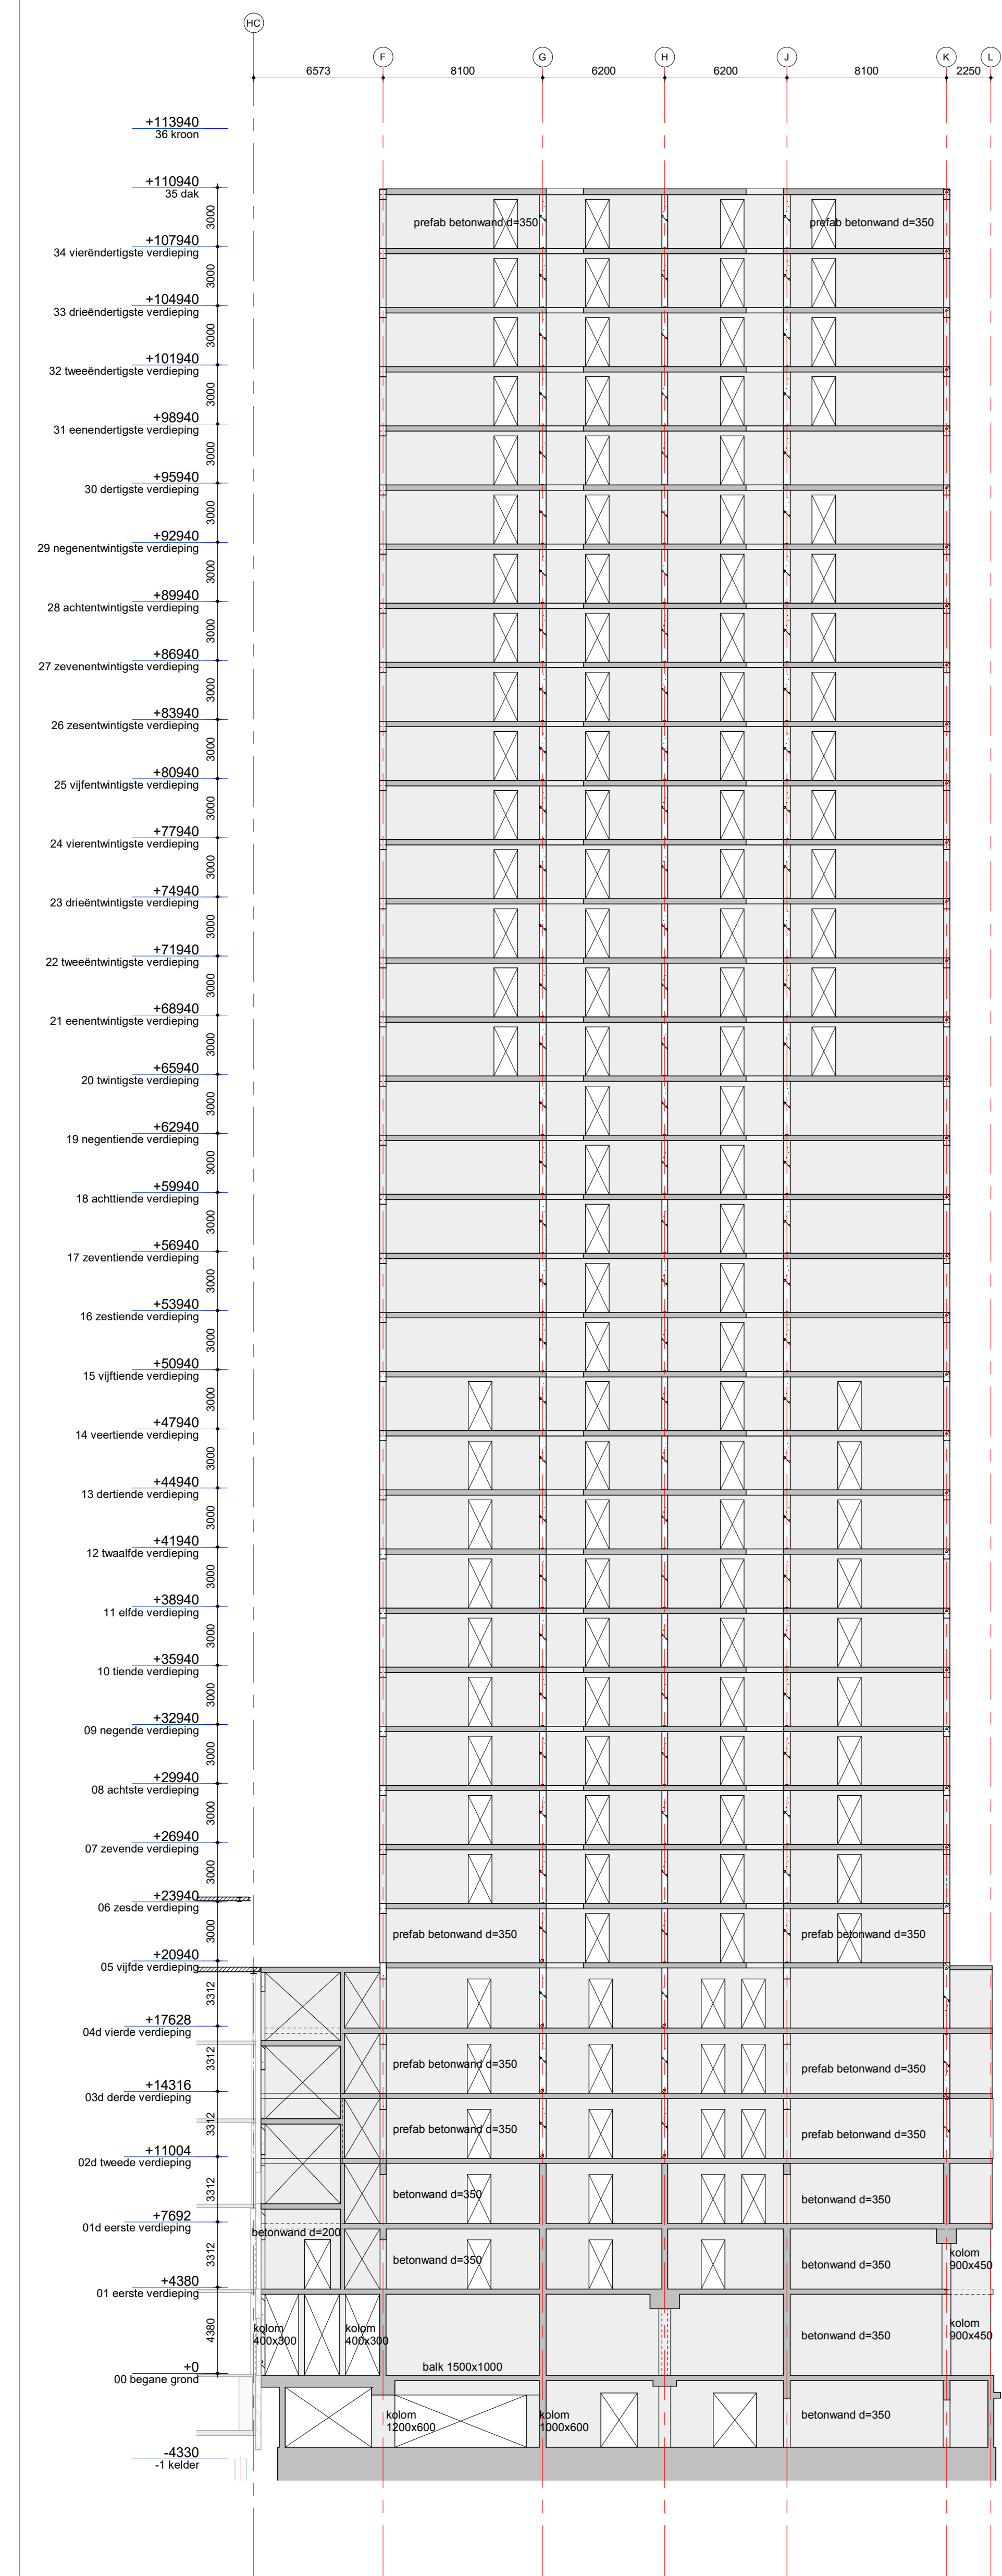 HC
F
G
H
J
K
L
6573
8100
6200
6200
8100
2250
+113940
36 kroon
+110940
35 dak
3000
prefab betonwand d=350
prefab betonwand d=350
+107940
34 vierëndertigste verdieping
3000
+104940
33 drieëndertigste verdieping
3000
+101940
32 tweeëndertigste verdieping
3000
+98940
31 eenendertigste verdieping
3000
+95940
30 dertigste verdieping
3000
+92940
29 negenentwintigste verdieping
3000
+89940
28 achtentwintigste verdieping
3000
+86940
27 zevenentwintigste verdieping
3000
+83940
26 zesentwintigste verdieping
3000
+80940
25 vijfentwintigste verdieping
3000
+77940
24 vierentwintigste verdieping
3000
+74940
23 drieëntwintigste verdieping
3000
+71940
22 tweeëntwintigste verdieping
3000
+68940
21 eenentwintigste verdieping
3000
+65940
20 twintigste verdieping
3000
+62940
19 negentiende verdieping
3000
+59940
18 achttiende verdieping
3000
+56940
17 zeventiende verdieping
3000
+53940
16 zestiende verdieping
3000
+50940
15 vijftiende verdieping
3000
+47940
14 veertiende verdieping
3000
+44940
13 dertiende verdieping
3000
+41940
12 twaalfde verdieping
3000
+38940
11 elfde verdieping
3000
+35940
10 tiende verdieping
3000
+32940
09 negende verdieping
3000
+29940
08 achtste verdieping
3000
+26940
07 zevende verdieping
3000
+23940
06 zesde verdieping
3000
prefab betonwand d=350
prefab betonwand d=350
+20940
05 vijfde verdieping
3312
+17628
04d vierde verdieping
3312
prefab betonwand d=350
prefab betonwand d=350
+14316
03d derde verdieping
3312
prefab betonwand d=350
prefab betonwand d=350
+11004
02d tweede verdieping
3312
betonwand d=350
betonwand d=350
+7692
01d eerste verdieping
betonwand d=200
3312
betonwand d=350
betonwand d=350
kolom
900x450
+4380
01 eerste verdieping
4380
kolom
400x300
kolom
400x300
betonwand d=350
kolom
900x450
balk 1500x1000
+0
00 begane grond
kolom
1200x600
kolom
1000x600
betonwand d=350
-4330
-1 kelder